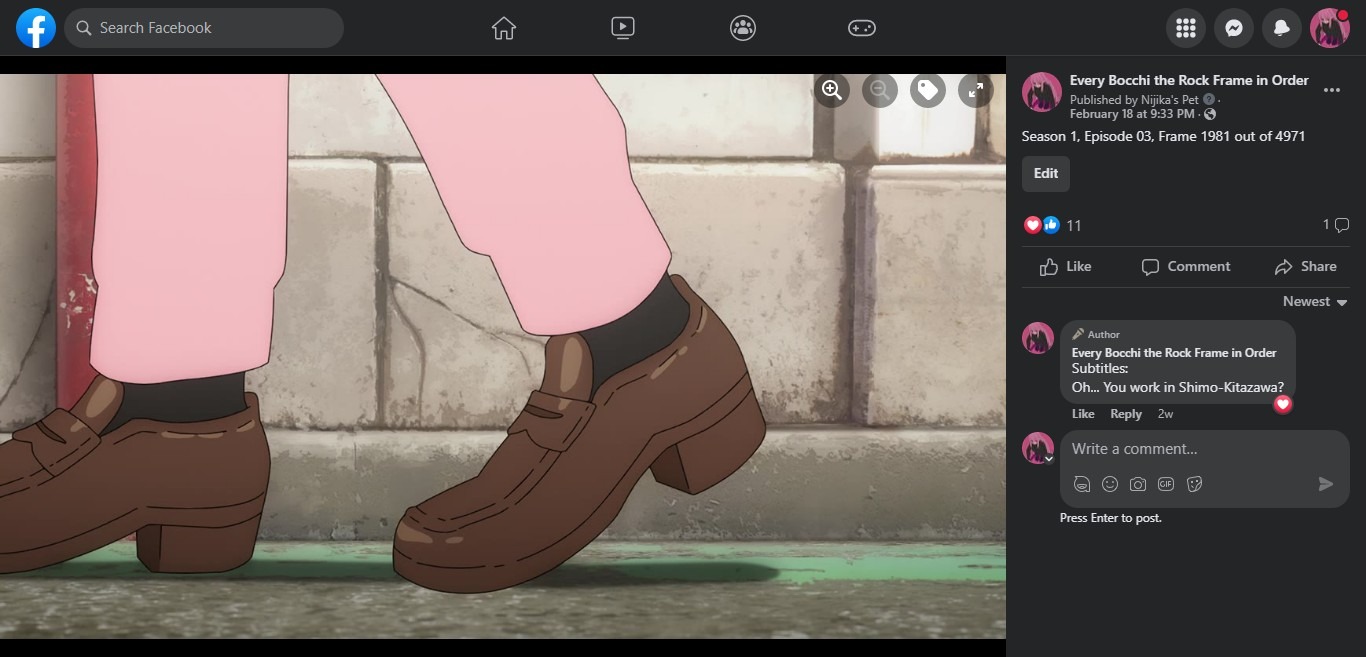 Search Facebook
Every Bocchi the Rock Frame in Order
Published by Nijika's Pet ·
February 18 at 9:33 PM ·
Season 1, Episode 03, Frame 1981 out of 4971
Edit
11
1
Like
Comment
Share
Newest
Author
Every Bocchi the Rock Frame in Order
Subtitles:
Oh... You work in Shimo-Kitazawa?
Like Reply 2w
Write a comment...
GIF
Press Enter to post.